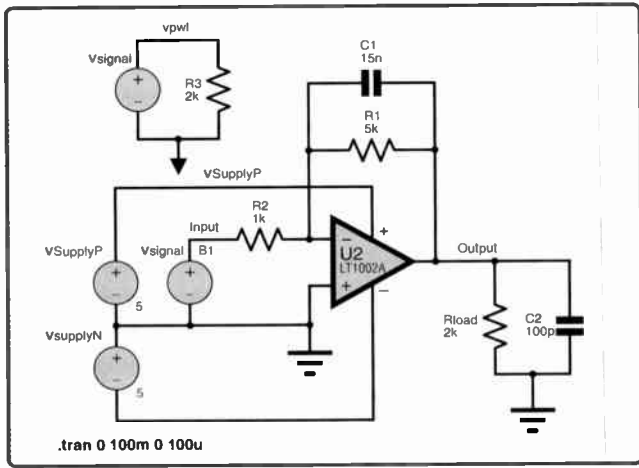 vpwl
Vsignal
R3
2k
C1
15n
R1
5k
VSupplyP
Input
R2
1k
VSupplyP
Vsignal
B1
5
U2
LT1002A
Output
VsupplyN
5
Rload
2k
C2
100p
.tran 0 100m 0 100u